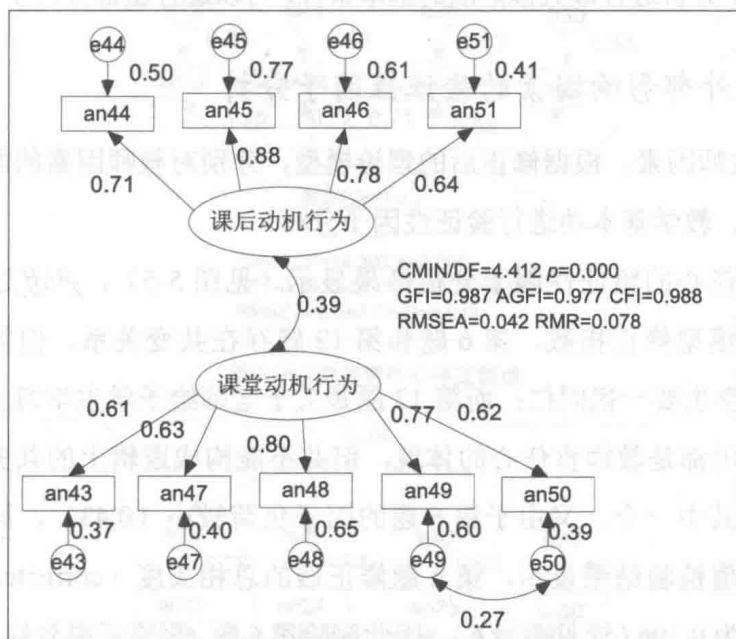 e44 e45 e46 e51
0.50 0.77 0.61 0.41
an44 an45 an46 an51
0.71 0.88 0.78 0.64
课后动机行为
0.39
CMIN/DF=4.412 p=0.000
GFI=0.987 AGFI=0.977 CFI=0.988
RMSEA=0.042 RMR=0.078
课堂动机行为
0.61 0.63 0.80 0.77 0.62
an43 an47 an48 an49 an50
0.37 0.40 0.65 0.60 0.39
e43 e47 e48 e49 e50
0.27